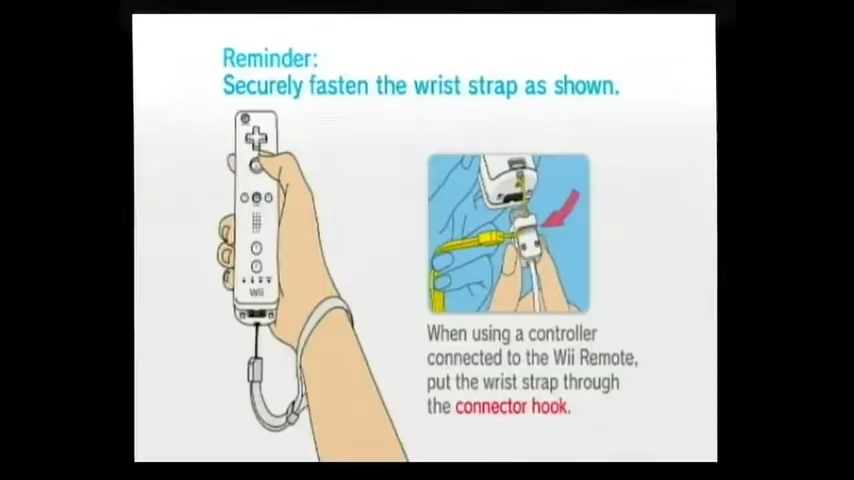 Reminder:
Securely fasten the wrist strap as shown.
Wii
When using a controller
connected to the Wii Remote,
put the wrist strap through
the connector hook.